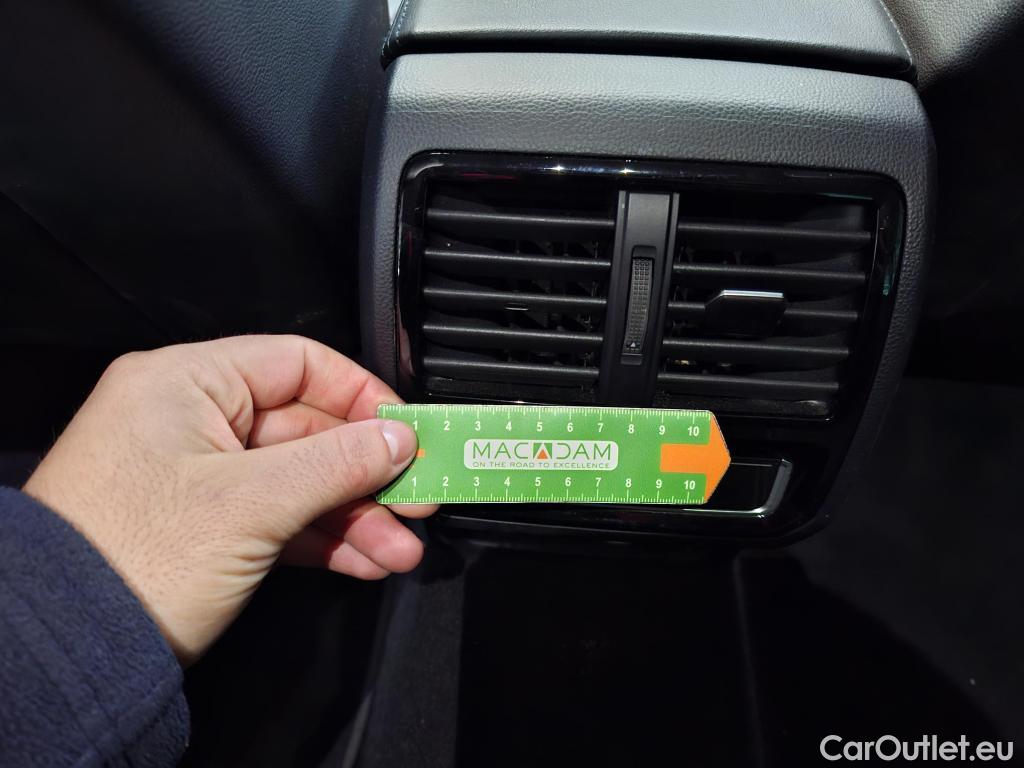 1 2 3 4 5 6 7 8 9 10
MACADAM
ON THE ROAD TO EXCELLENCE
1 2 3 4 5 6 7 8 9 10
CarOutlet.eu